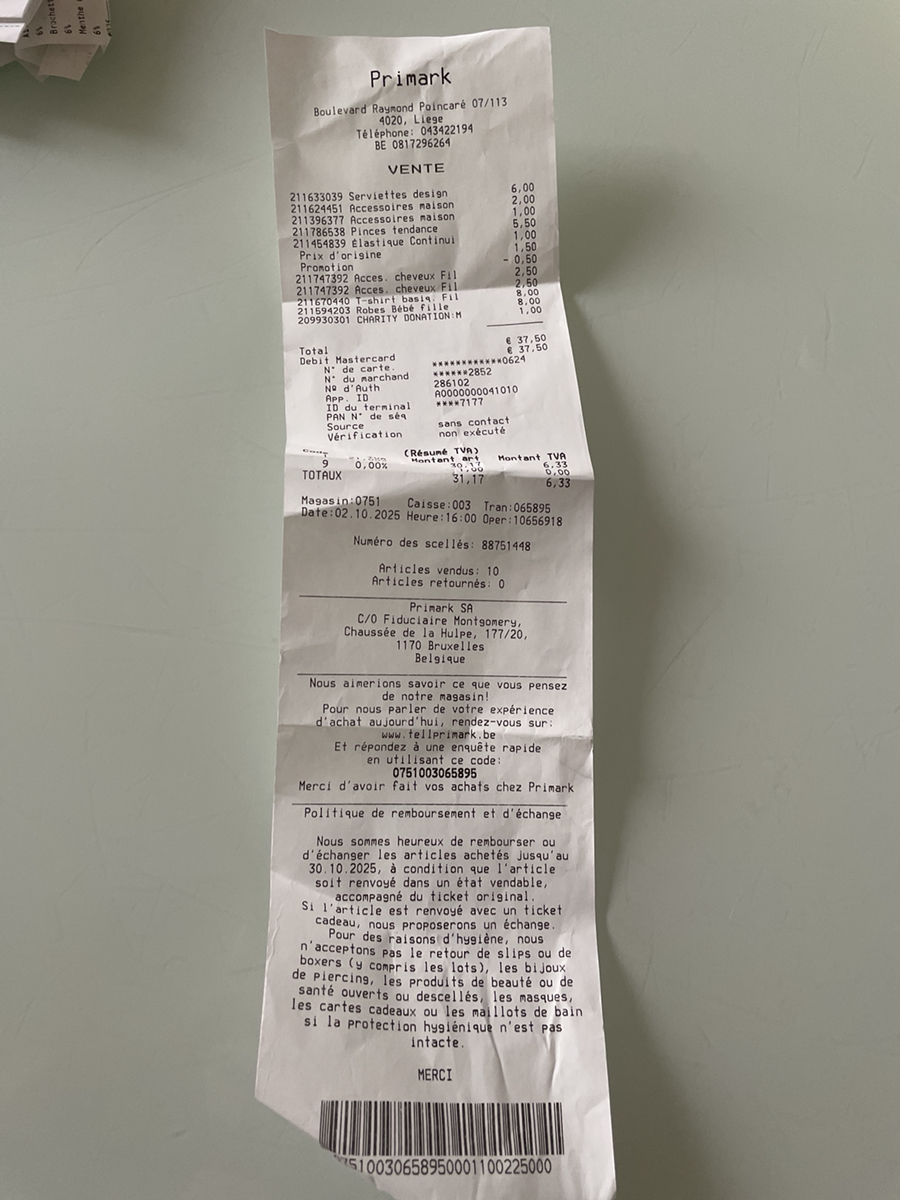 Primark
Boulevard Raymond Poincaré 07/113
4020, Liege
Téléphone: 043422194
BE 0817296264
VENTE
211633039 Serviettes design 6,00
211624451 Accessoires maison 2,00
211396377 Accessoires maison 1,00
211786538 Pinces tendance 5,50
211454839 Élastique Continui 1,00
Prix d'origine 1,50
Promotion - 0,50
211747392 Acces. cheveux Fil 2,50
211747392 Acces. cheveux Fil 2,50
211670440 T-shirt basiq. Fil 8,00
211594203 Robes Bébé fille 8,00
209930301 CHARITY DONATION:M 1,00
Total € 37,50
Debit Mastercard € 37,50
N° de carte. ************0624
N° du marchand ******2852
Nº d'Auth 286102
App. ID A0000000041010
ID du terminal ****7177
PAN N° de séq
Source sans contact
Vérification non exécuté
(Résumé TVA)
Montant art Montant TVA
30,17 6,33
9 0,00% 1,00 0,00
TOTAUX 31,17 6,33
Magasin:0751 Caisse:003 Tran:065895
Date:02.10.2025 Heure:16:00 Oper:10656918
Numéro des scellés: 88751448
Articles vendus: 10
Articles retournés: 0
Primark SA
C/O Fiduciaire Montgomery,
Chaussée de la Hulpe, 177/20,
1170 Bruxelles
Belgique
Nous aimerions savoir ce que vous pensez
de notre magasin!
Pour nous parler de votre expérience
d'achat aujourd'hui, rendez-vous sur:
www.tellprimark.be
Et répondez à une enquête rapide
en utilisant ce code:
0751003065895
Merci d'avoir fait vos achats chez Primark
Politique de remboursement et d'échange
Nous sommes heureux de rembourser ou
d'échanger les articles achetés jusqu'au
30.10.2025, à condition que l'article
soit renvoyé dans un état vendable,
accompagné du ticket original.
Si l'article est renvoyé avec un ticket
cadeau, nous proposerons un échange.
Pour des raisons d'hygiène, nous
n'acceptons pas le retour de slips ou de
boxers (y compris les lots), les bijoux
de piercing, les produits de beauté ou de
santé ouverts ou descellés, les masques,
les cartes cadeaux ou les maillots de bain
si la protection hygiénique n'est pas
intacte.
MERCI
7510030658950001100225000